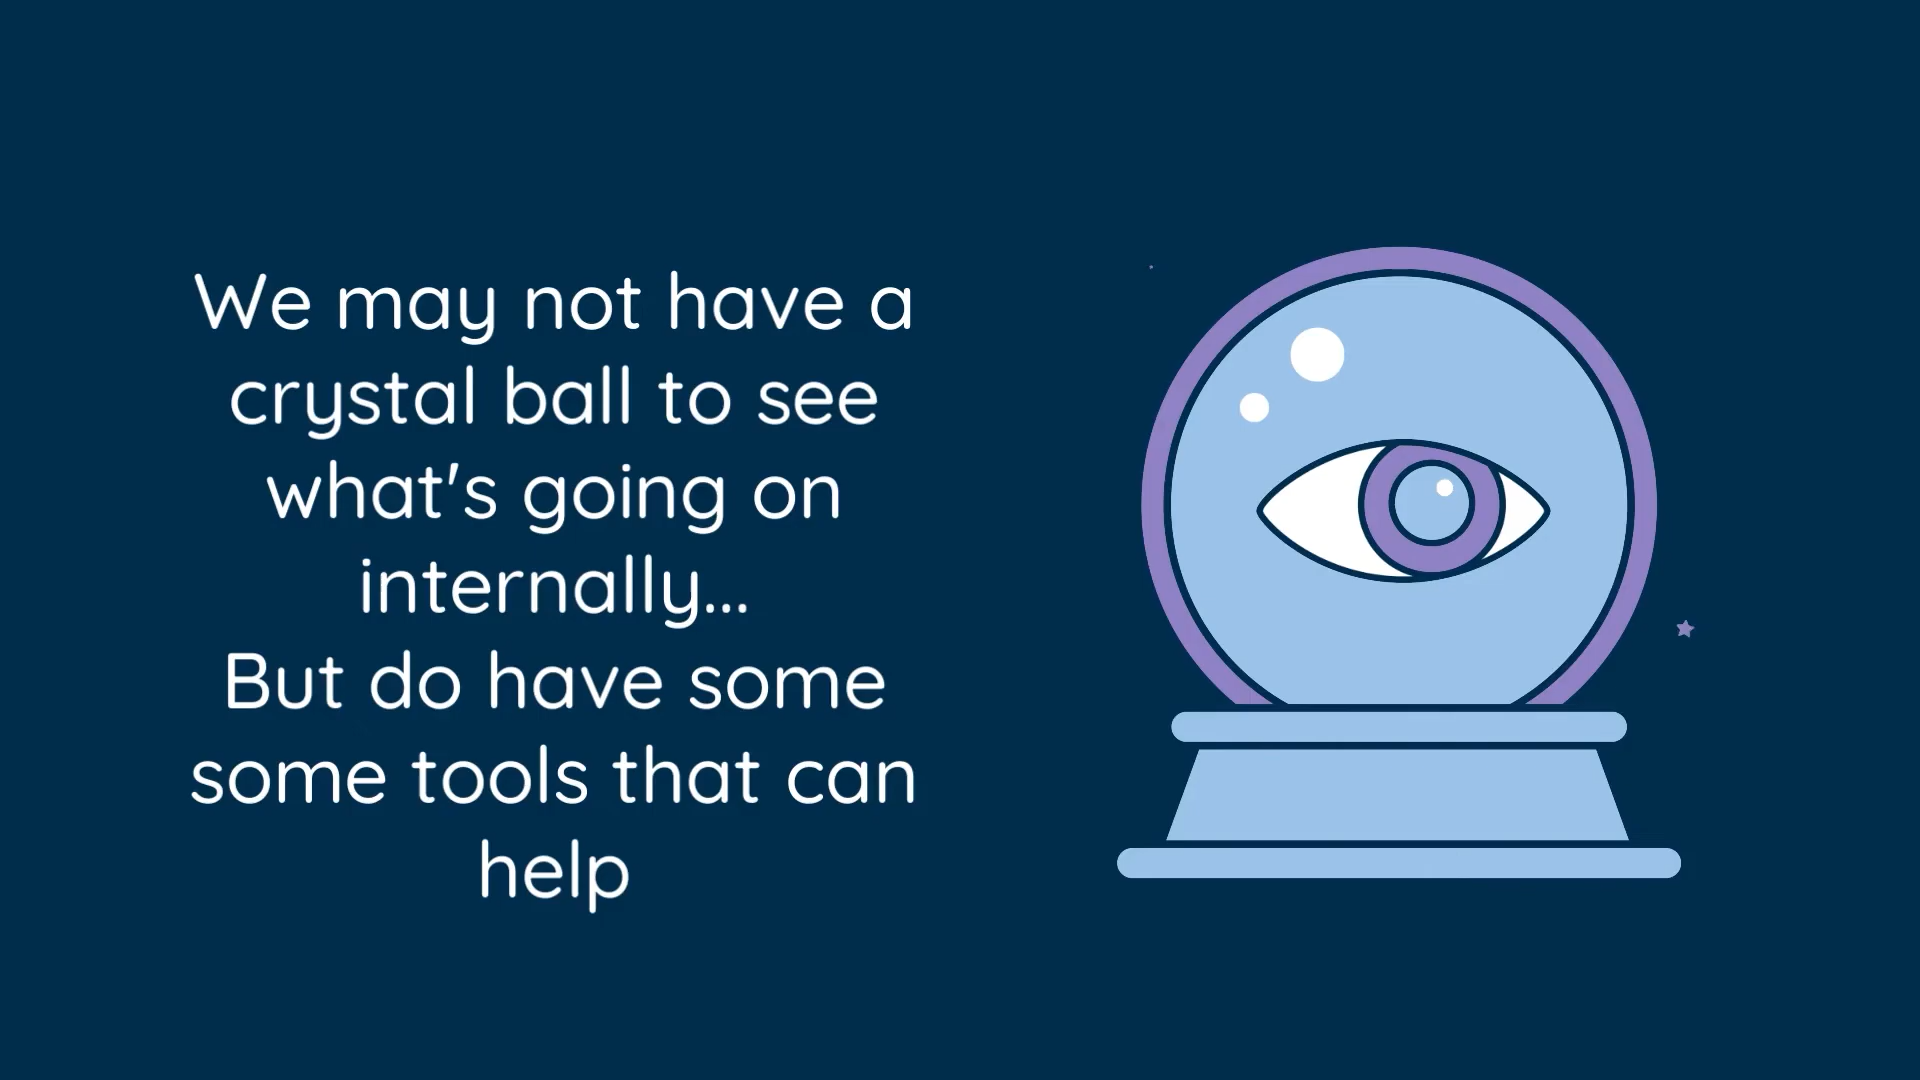 We may not have a
crystal ball to see
what's going on
internally...
But do have some
some tools that can
help